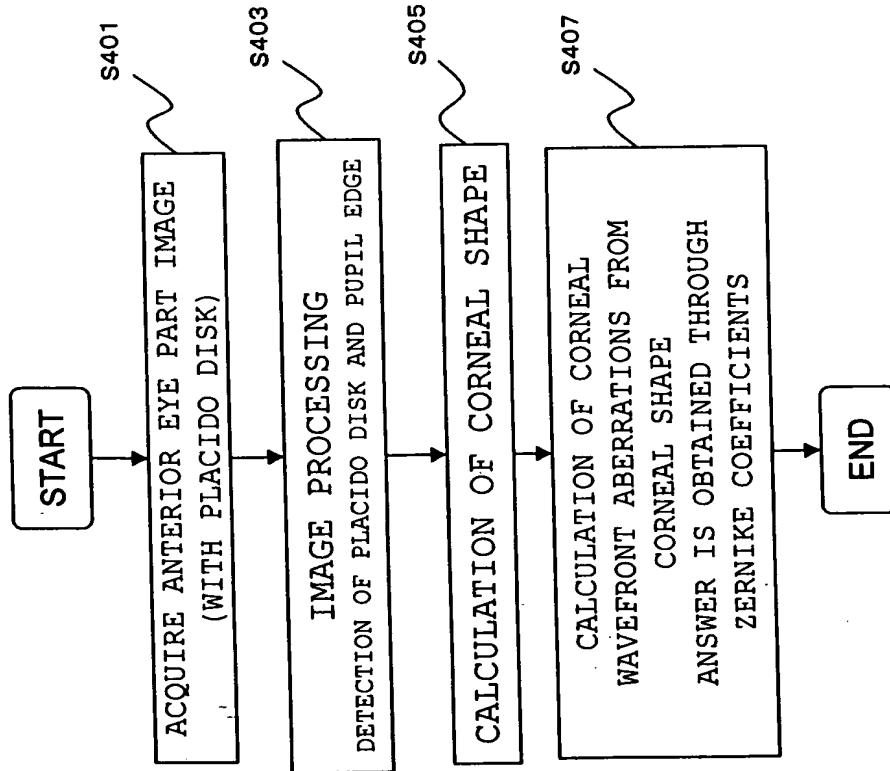 START
S401
ACQUIRE ANTERIOR EYE PART IMAGE
(WITH PLACIDO DISK)
S403
IMAGE PROCESSING
DETECTION OF PLACIDO DISK AND PUPIL EDGE
S405
CALCULATION OF CORNEAL SHAPE
S407
CALCULATION OF CORNEAL
WAVEFRONT ABERRATIONS FROM
CORNEAL SHAPE
ANSWER IS OBTAINED THROUGH
ZERNIKE COEFFICIENTS
END